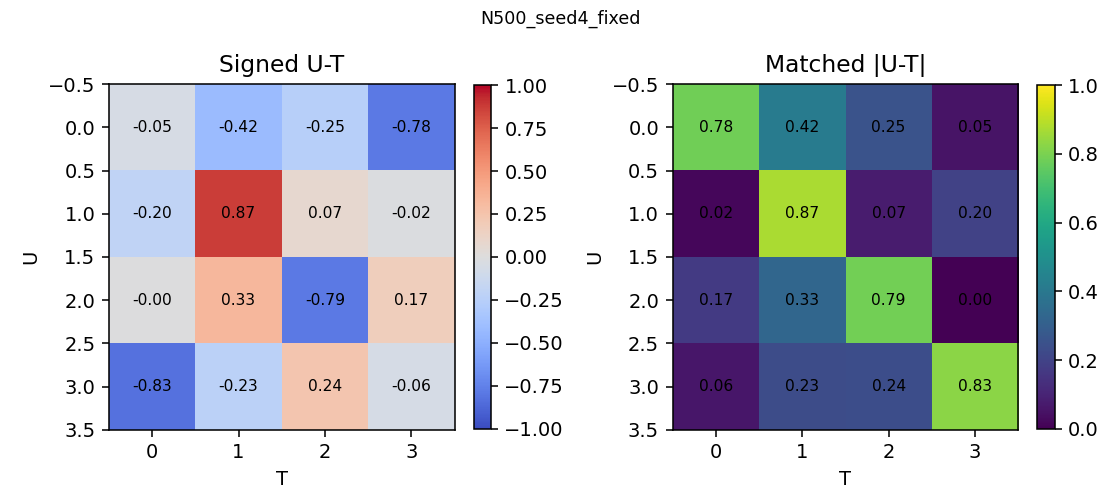 N500_seed4_fixed
Signed U-T
−0.5
0.0
0.5
1.0
1.5
2.0
2.5
3.0
3.5
U
-0.05 -0.42 -0.25 -0.78
-0.20 0.87 0.07 -0.02
-0.00 0.33 -0.79 0.17
-0.83 -0.23 0.24 -0.06
0 1 2 3
T
1.00
0.75
0.50
0.25
0.00
−0.25
−0.50
−0.75
−1.00
Matched |U-T|
−0.5
0.0
0.5
1.0
1.5
2.0
2.5
3.0
3.5
U
0.78 0.42 0.25 0.05
0.02 0.87 0.07 0.20
0.17 0.33 0.79 0.00
0.06 0.23 0.24 0.83
0 1 2 3
T
1.0
0.8
0.6
0.4
0.2
0.0